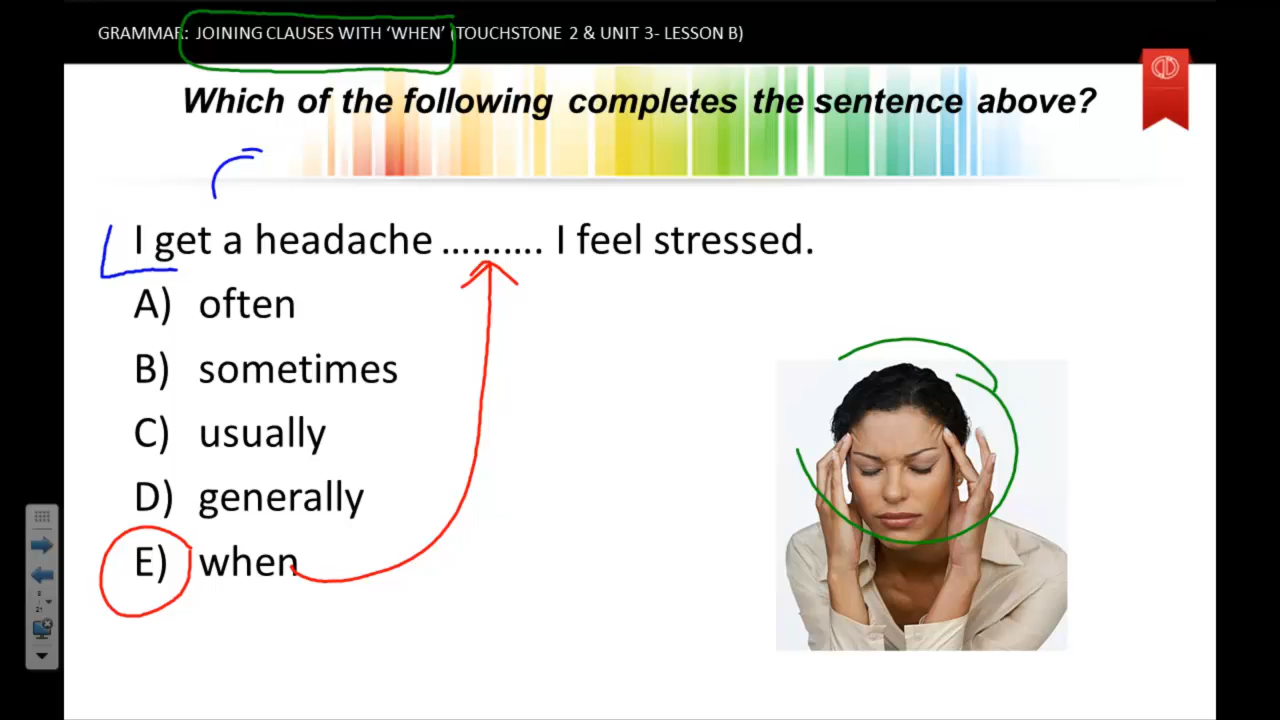 GRAMMAR: JOINING CLAUSES WITH ‘WHEN’ (TOUCHSTONE 2 & UNIT 3- LESSON B)
Which of the following completes the sentence above?
I get a headache ………. I feel stressed.
A) often
B) sometimes
C) usually
D) generally
E) when